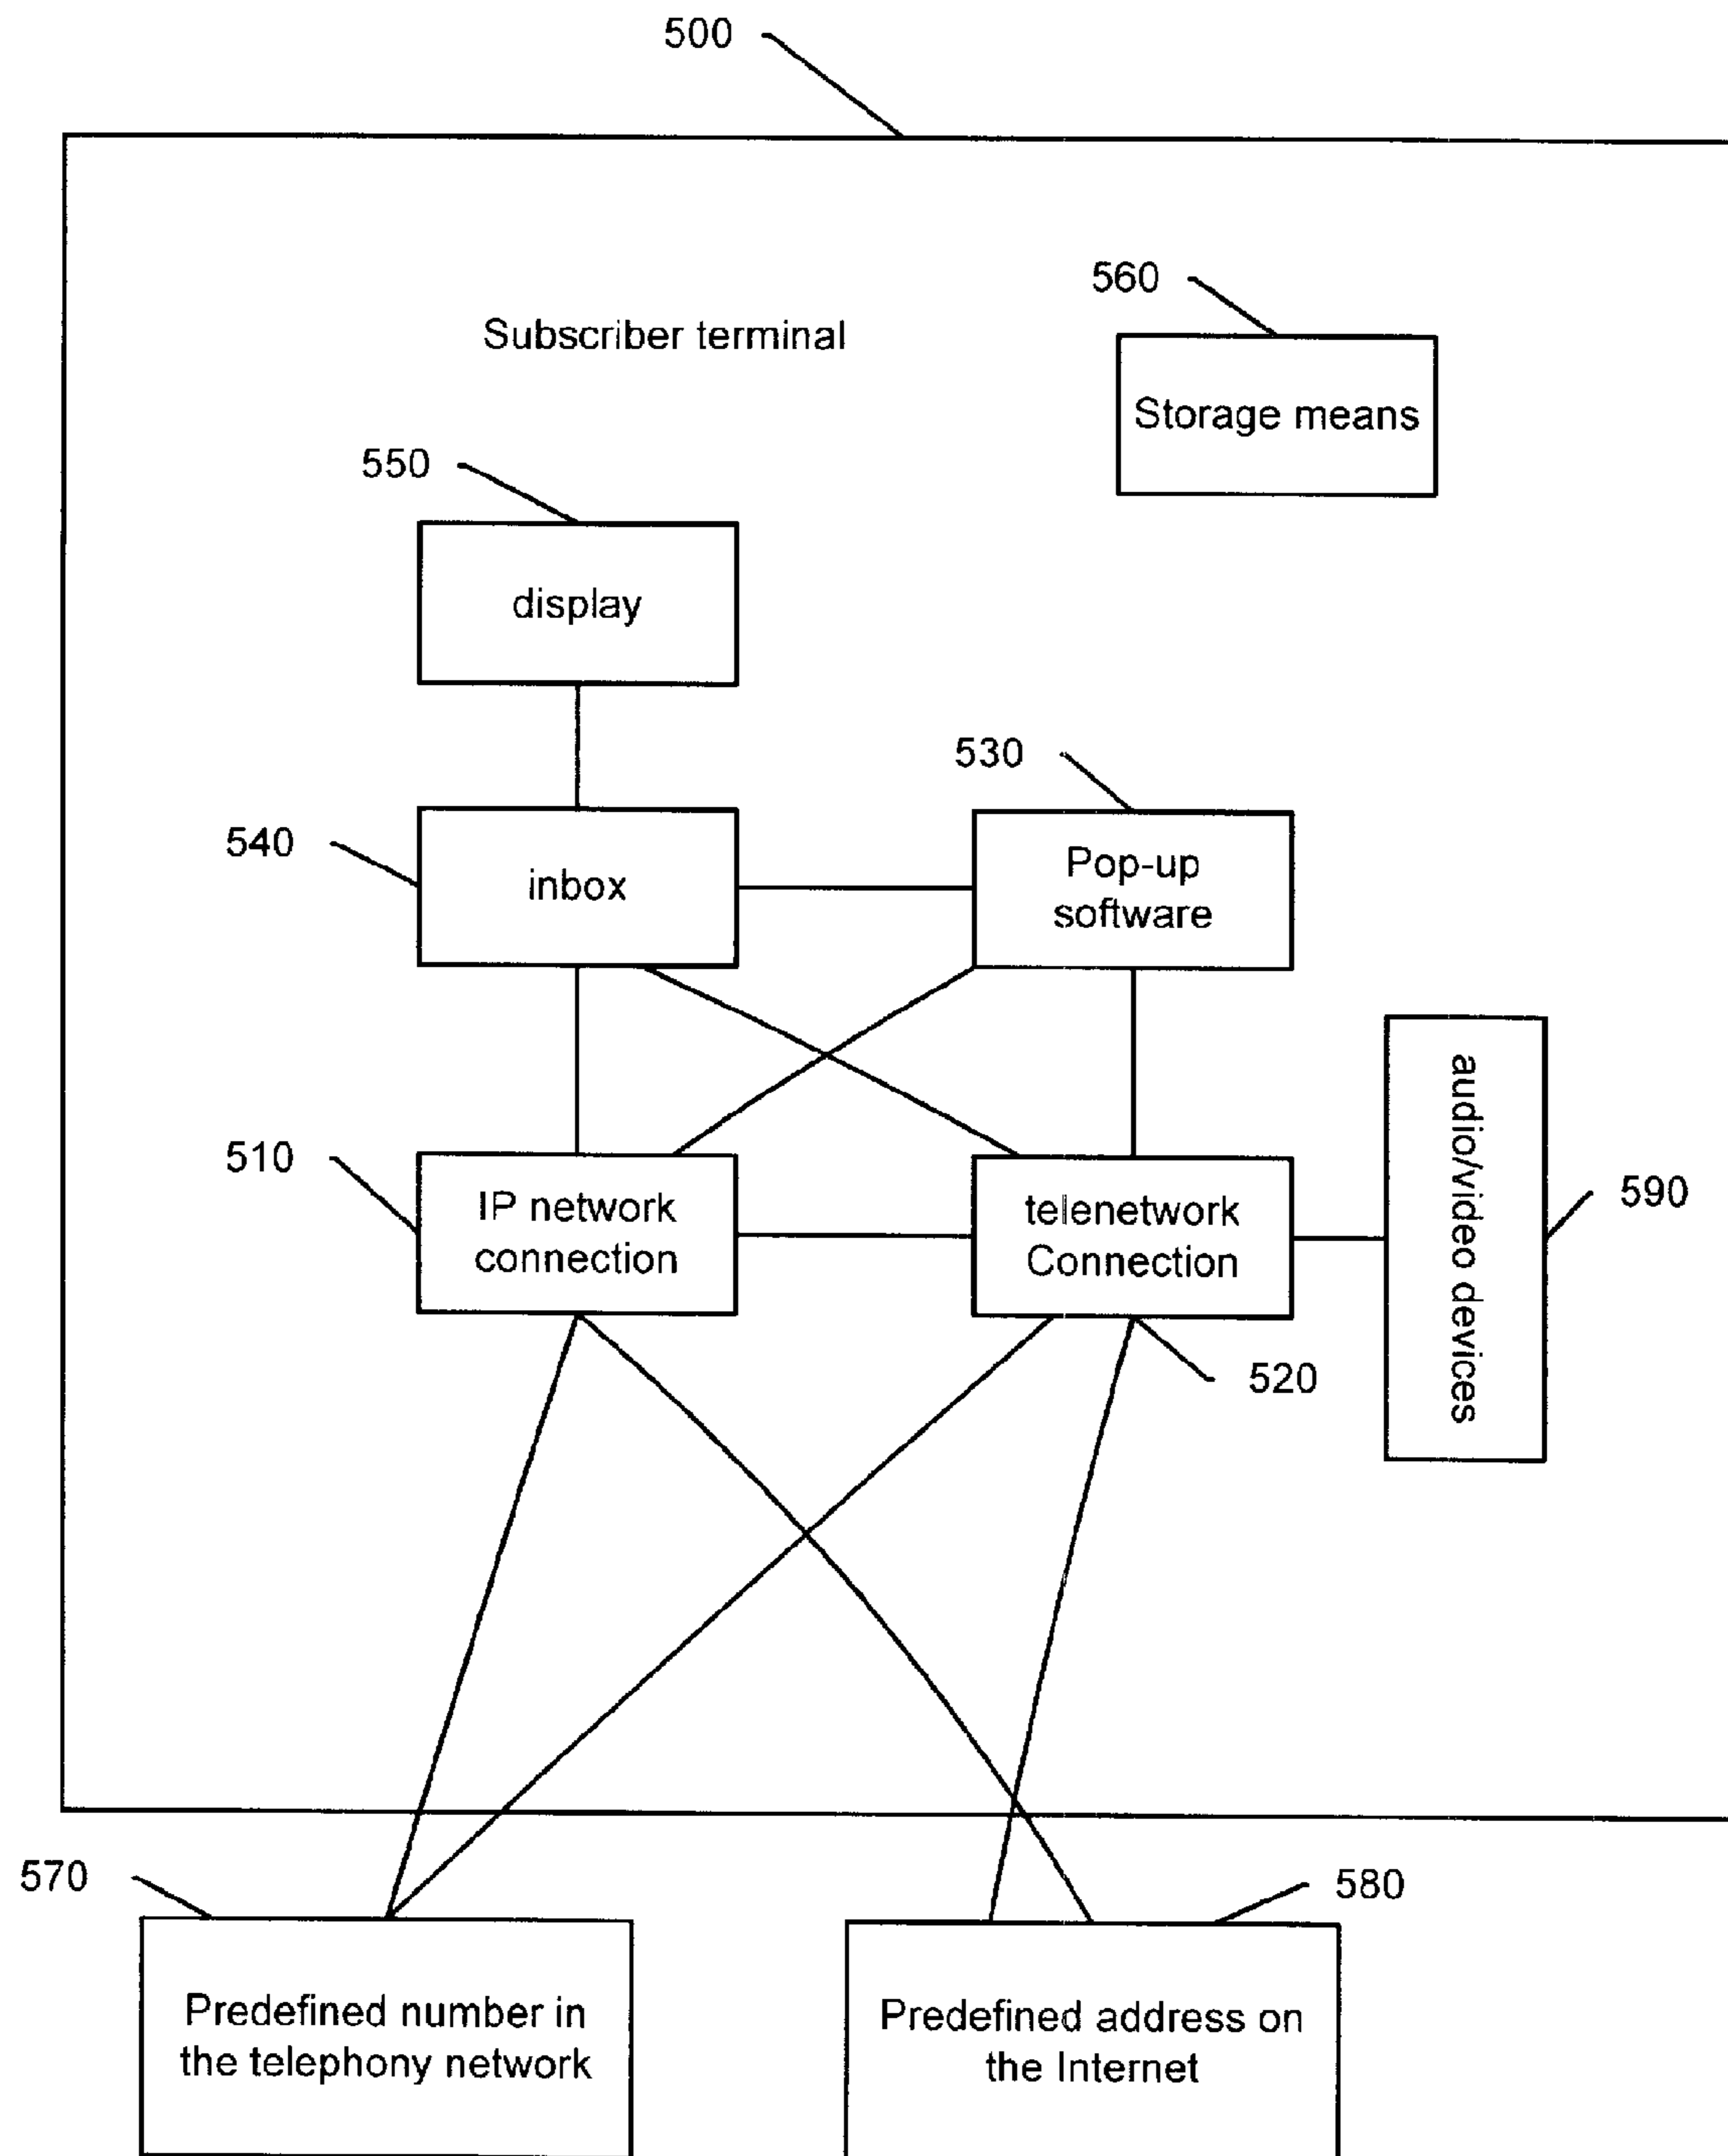 500
560
Subscriber terminal
Storage means
550
display
530
540
inbox
Pop-up
software
510
IP network
connection
telenetwork
Connection
audio/video devices
590
520
570
580
Predefined number in
the telephony network
Predefined address on
the Internet